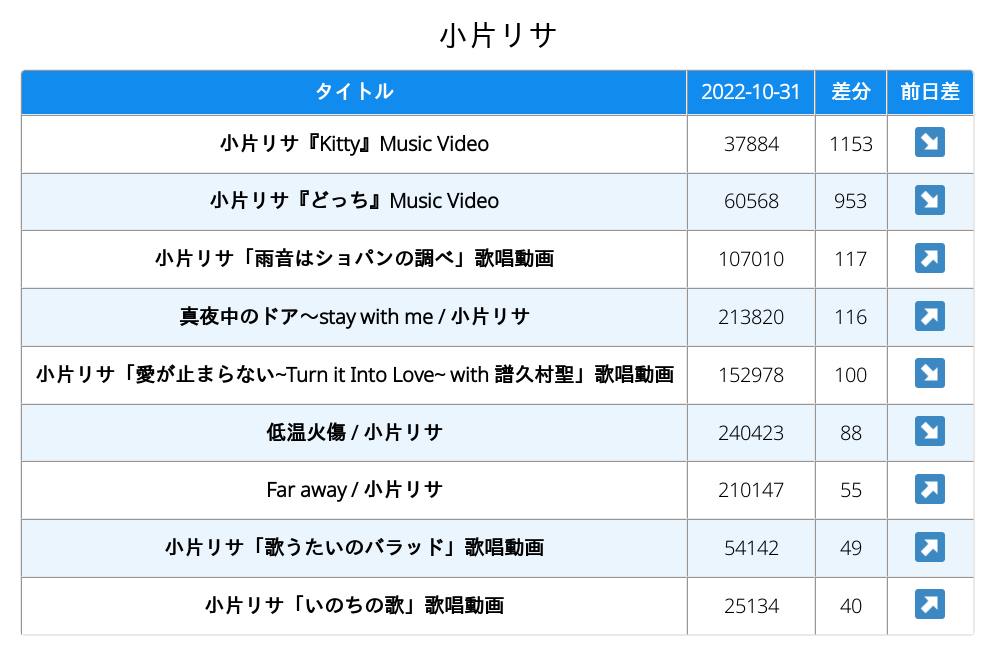 小片リサ
タイトル 2022-10-31 差分 前日差
小片リサ『Kitty』Music Video 37884 1153 ↘
小片リサ『どっち』Music Video 60568 953 ↘
小片リサ「雨音はショパンの調べ」歌唱動画 107010 117 ↗
真夜中のドア〜stay with me / 小片リサ 213820 116 ↗
小片リサ「愛が止まらない~Turn it Into Love~ with 譜久村聖」歌唱動画 152978 100 ↘
低温火傷 / 小片リサ 240423 88 ↘
Far away / 小片リサ 210147 55 ↗
小片リサ「歌うたいのバラッド」歌唱動画 54142 49 ↗
小片リサ「いのちの歌」歌唱動画 25134 40 ↗